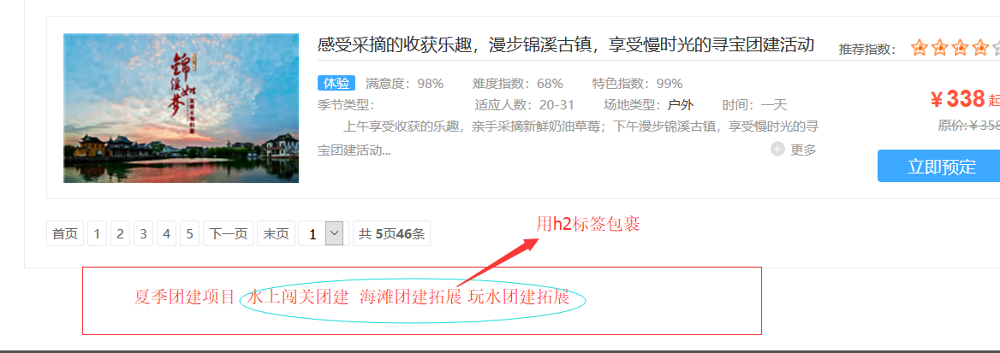 感受采摘的收获乐趣，漫步锦溪古镇，享受慢时光的寻宝团建活动
推荐指数：
锦溪如梦
体验 满意度：98% 难度指数：68% 特色指数：99%
季节类型： 适应人数：20-31 场地类型：户外 时间：一天
¥338起
上午享受收获的乐趣，亲手采摘新鲜奶油草莓；下午漫步锦溪古镇，享受慢时光的寻
原价:¥358
宝团建活动... 更多
立即预定
首页 1 2 3 4 5 下一页 末页 1 共 5页46条
用h2标签包裹
夏季团建项目 水上闯关团建 海滩团建拓展 玩水团建拓展